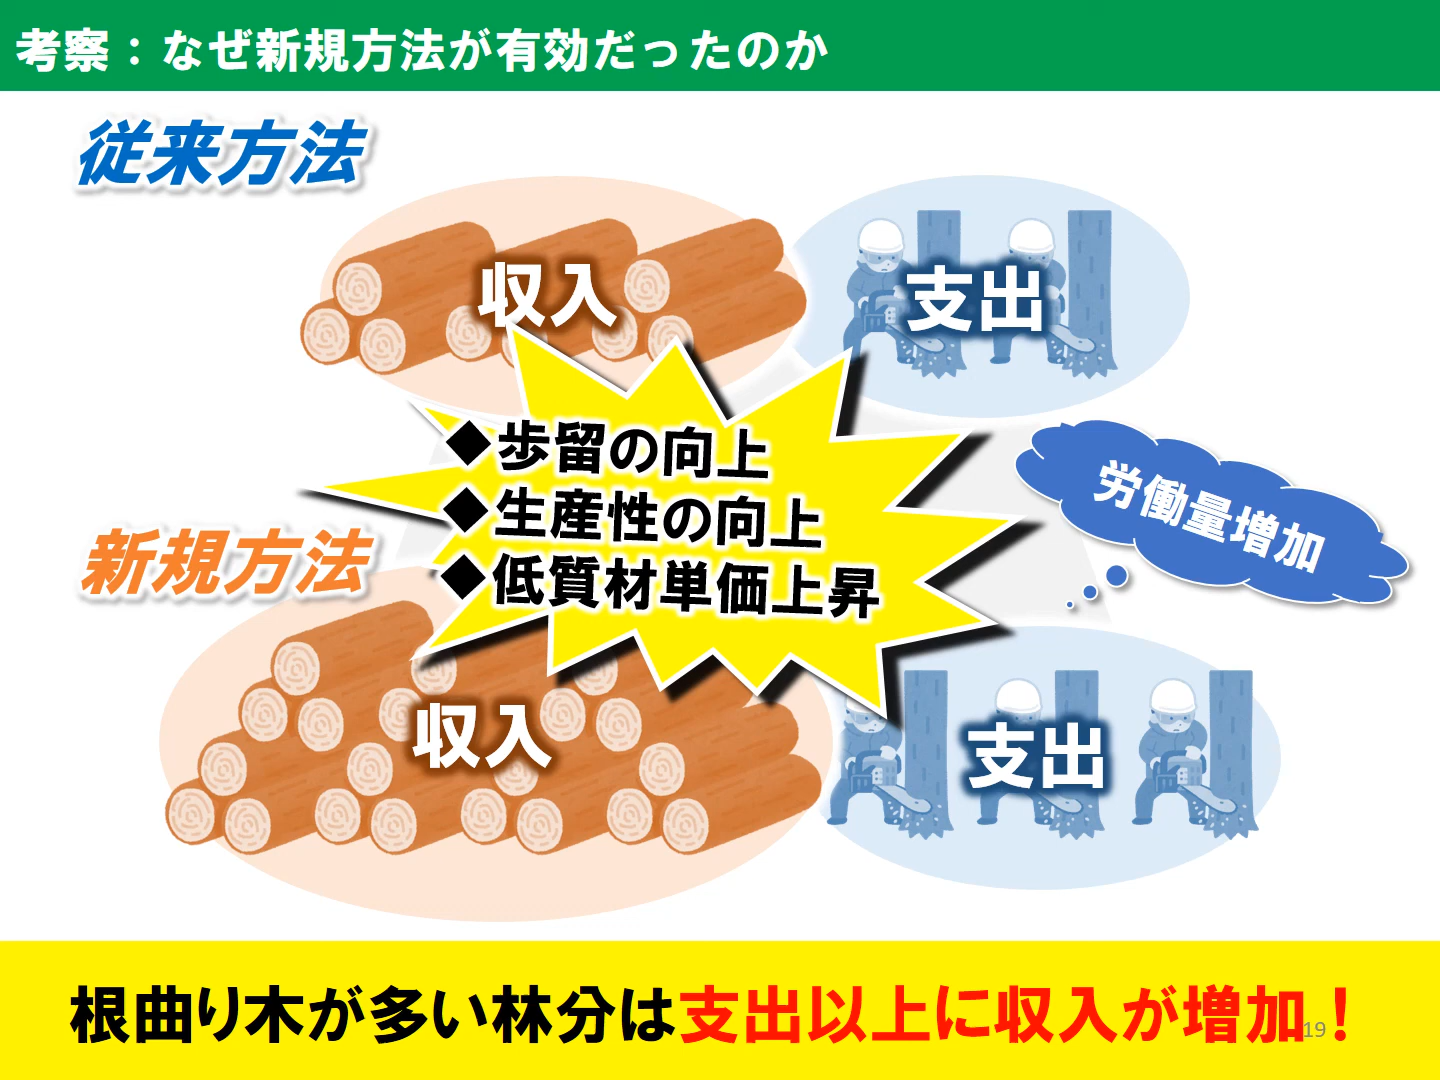 考察：なぜ新規方法が有効だったのか
従来方法
収入
支出
◆歩留の向上
◆生産性の向上
◆低質材単価上昇
労働量増加
新規方法
収入
支出
根曲り木が多い林分は支出以上に収入が増加！
19